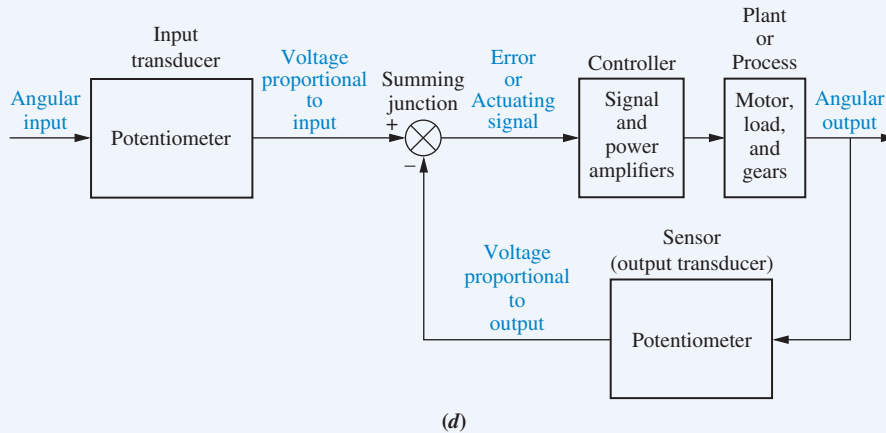 Input
transducer
Angular
input
Potentiometer
Voltage
proportional
to
input
Summing
junction
+
−
Error
or
Actuating
signal
Controller
Signal
and
power
amplifiers
Plant
or
Process
Motor,
load,
and
gears
Angular
output
Sensor
(output transducer)
Potentiometer
Voltage
proportional
to
output
(d)